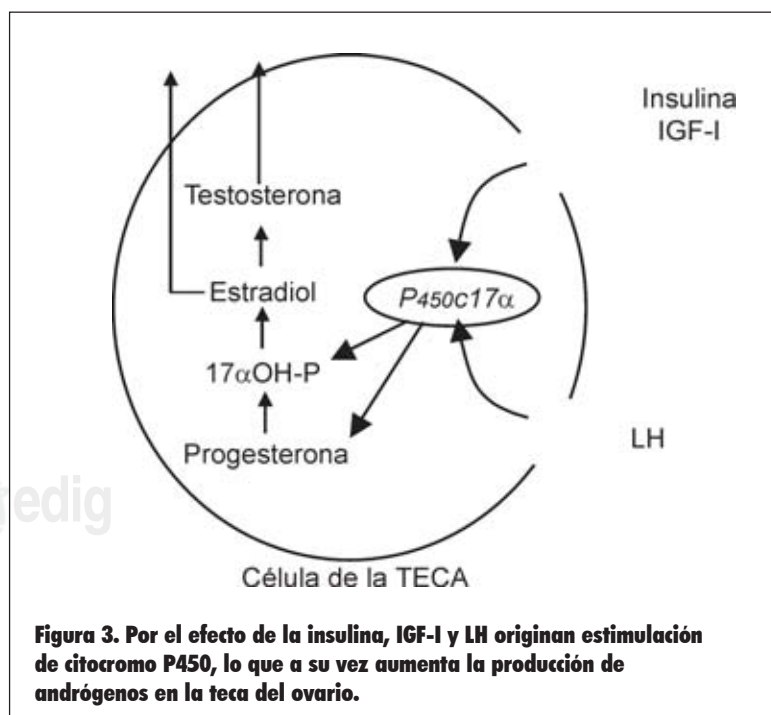 Insulina
IGF-I
Testosterona
Estradiol
P450c17α
17αOH-P
Progesterona
LH
edig
Célula de la TECA
Figura 3. Por el efecto de la insulina, IGF-I y LH originan estimulación
de citocromo P450, lo que a su vez aumenta la producción de
andrógenos en la teca del ovario.